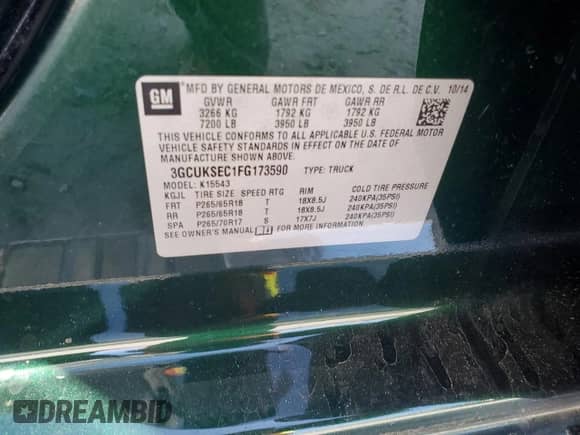 GM
MFD BY GENERAL MOTORS DE MEXICO, S. DE R.L. DE C.V. 10/14
GVWR GAWR FRT GAWR RR
3266 KG 1792 KG 1792 KG
7200 LB 3950 LB 3950 LB
THIS VEHICLE CONFORMS TO ALL APPLICABLE U.S. FEDERAL MOTOR
VEHICLE SAFETY STANDARDS IN EFFECT ON THE DATE OF
MANUFACTURE SHOWN ABOVE.
3GCUKSEC1FG173590 TYPE: TRUCK
MODEL: K15543
KGJL TIRE SIZE SPEED RTG RIM COLD TIRE PRESSURE
FRT P265/65R18 T 18X8.5J 240KPA(35PSI)
RR P265/65R18 T 18X8.5J 240KPA(35PSI)
SPA P265/70R17 S 17X7J 240KPA(35PSI)
SEE OWNER'S MANUAL FOR MORE INFORMATION.
DREAMBID